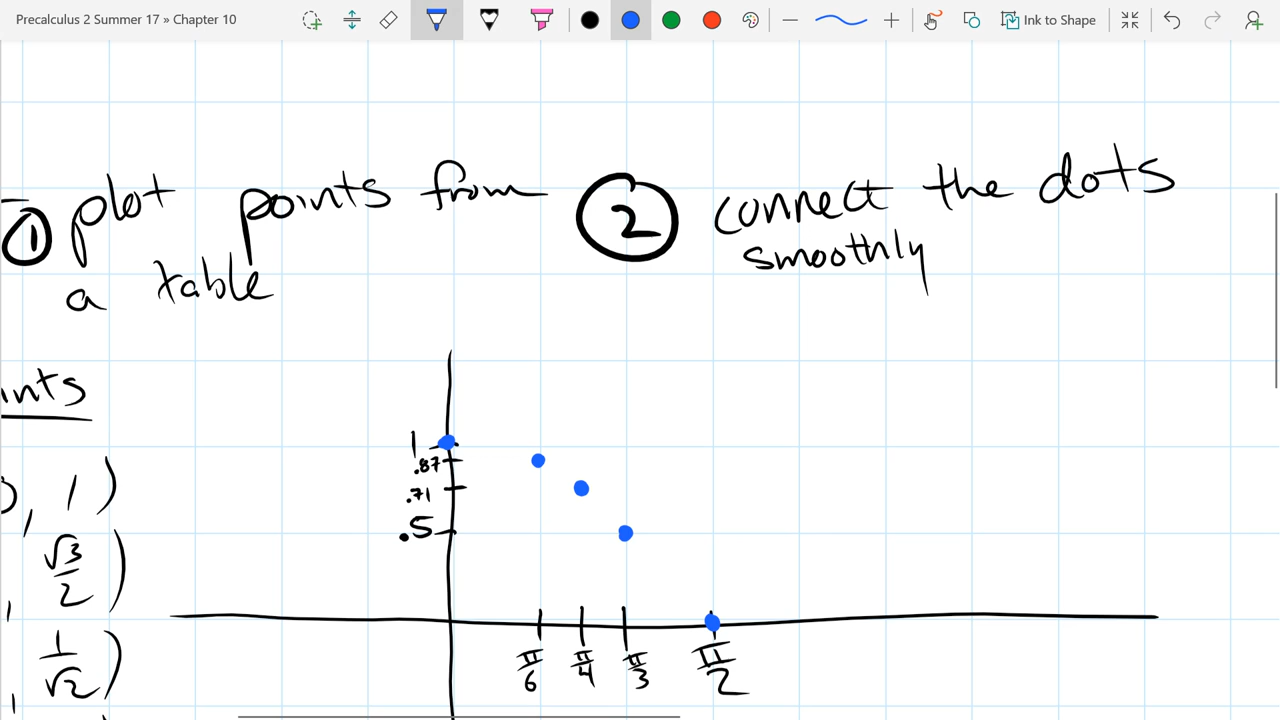 Precalculus 2 Summer 17 » Chapter 10
Ink to Shape
① plot points from
a table
② connect the dots
smoothly
ints
1
.87
.71
.5
, 1)
√3/2)
1/√2)
π/6 π/4 π/3 π/2